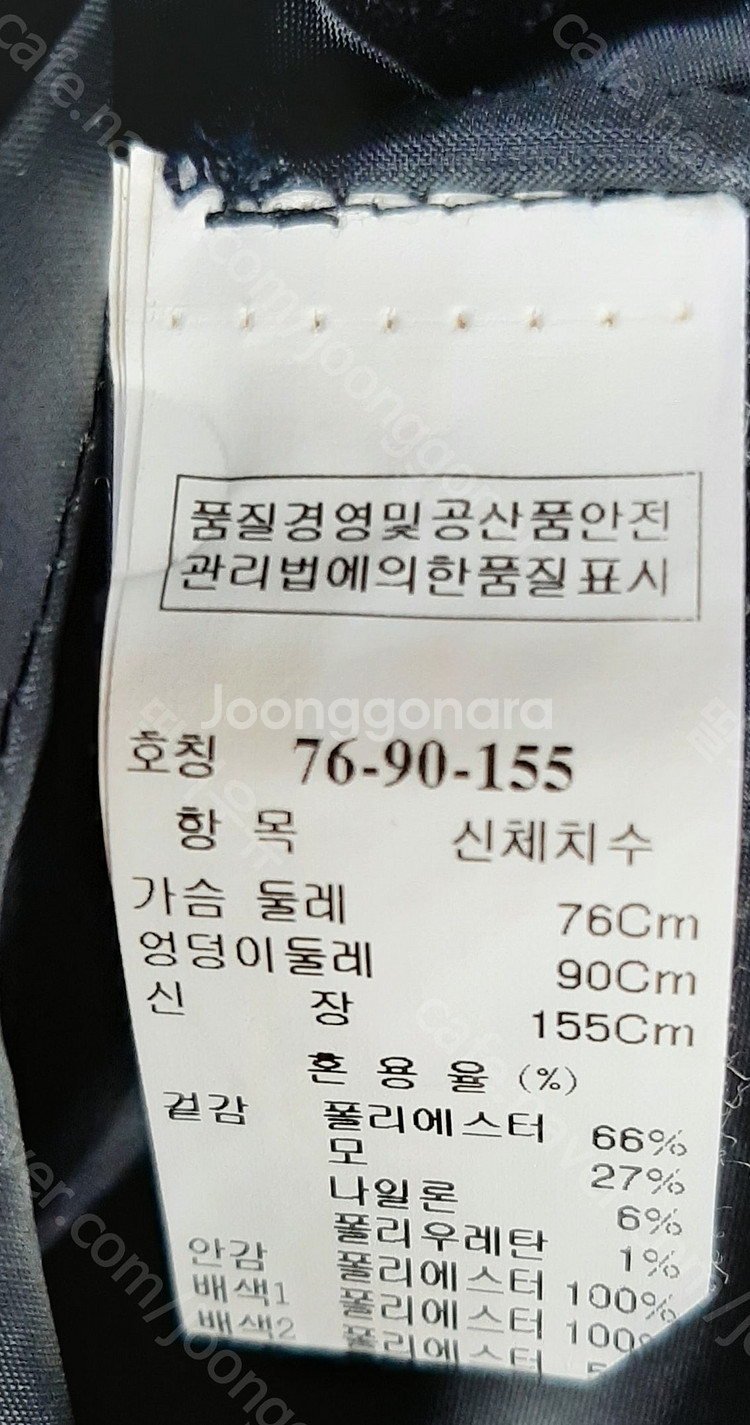 품질경영및공산품안전
관리법에의한품질표시
Joonggonara
호칭 76-90-155
항 목 신체치수
가슴 둘레 76Cm
엉덩이둘레 90Cm
신 장 155Cm
혼 용 율 (%)
겉감 폴리에스터 66%
모 27%
나일론 6%
폴리우레탄 1%
안감 폴리에스터 100%
배색1 폴리에스터 100%
배색2 폴리에스터